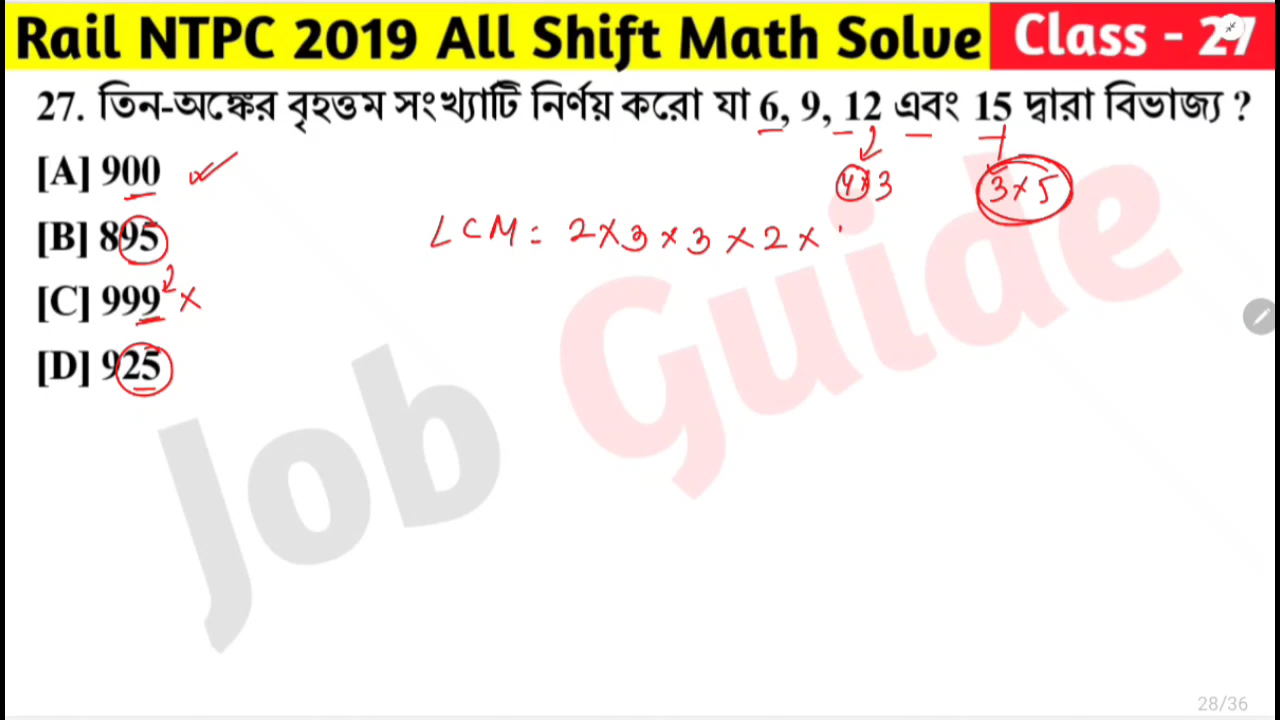 Rail NTPC 2019 All Shift Math Solve Class - 27
27. তিন-অঙ্কের বৃহত্তম সংখ্যাটি নির্ণয় করো যা 6, 9, 12 এবং 15 দ্বারা বিভাজ্য ?
[A] 900
4 × 3 3 × 5
[B] 895
LCM = 2 × 3 × 3 × 2 ×
[C] 999 ×
[D] 925
Job Guide
28/36